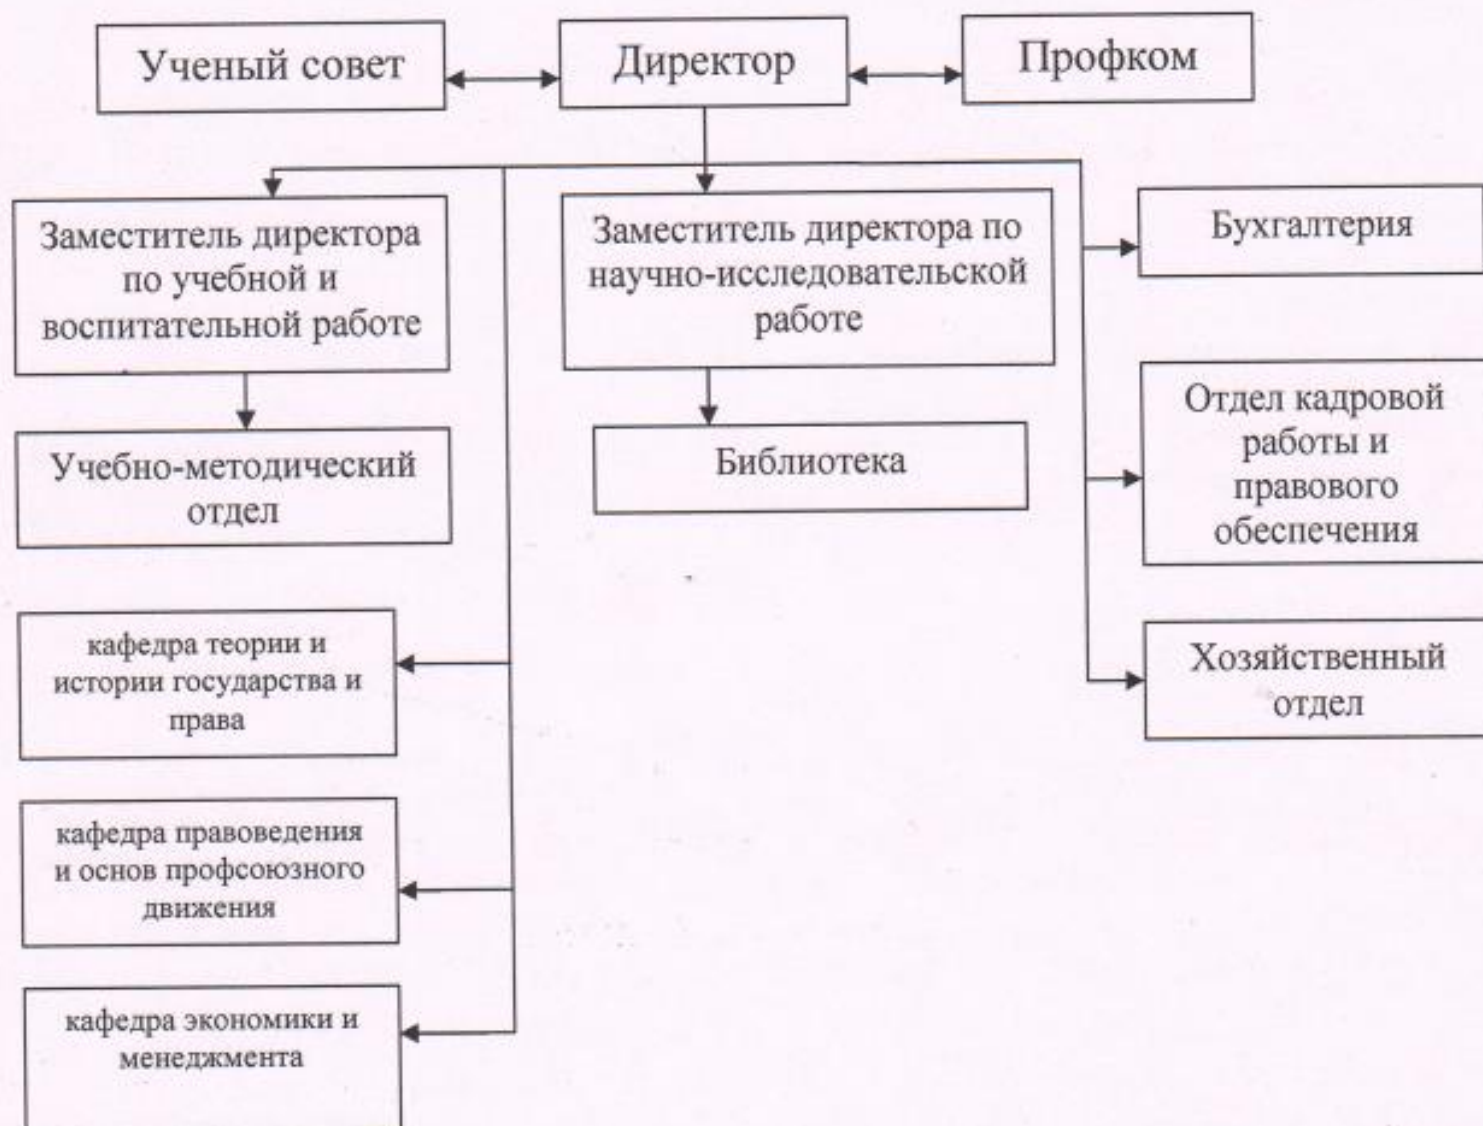 Ученый совет
Директор
Профком
Заместитель директора
по учебной и
воспитательной работе
Заместитель директора по
научно-исследовательской
работе
Бухгалтерия
Учебно-методический
отдел
Библиотека
Отдел кадровой
работы и
правового
обеспечения
кафедра теории и
истории государства и
права
Хозяйственный
отдел
кафедра правоведения
и основ профсоюзного
движения
кафедра экономики и
менеджмента